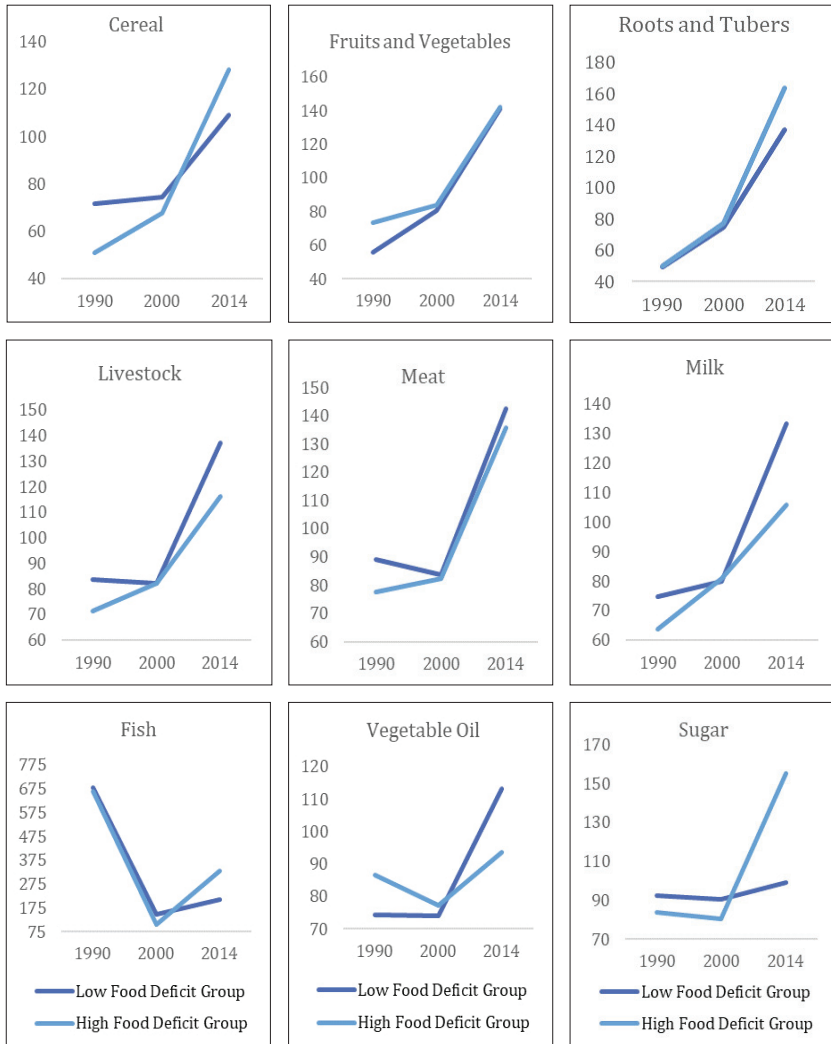 Cereal
140
120
100
80
60
40
1990 2000 2014
Fruits and Vegetables
160
140
120
100
80
60
40
1990 2000 2014
Roots and Tubers
180
160
140
120
100
80
60
40
1990 2000 2014
Livestock
150
140
130
120
110
100
90
80
70
60
1990 2000 2014
Meat
150
140
130
120
110
100
90
80
70
60
1990 2000 2014
Milk
140
130
120
110
100
90
80
70
60
1990 2000 2014
Fish
775
675
575
475
375
275
175
75
1990 2000 2014
Low Food Deficit Group
High Food Deficit Group
Vegetable Oil
120
110
100
90
80
70
1990 2000 2014
Low Food Deficit Group
High Food Deficit Group
Sugar
170
150
130
110
90
70
1990 2000 2014
Low Food Deficit Group
High Food Deficit Group